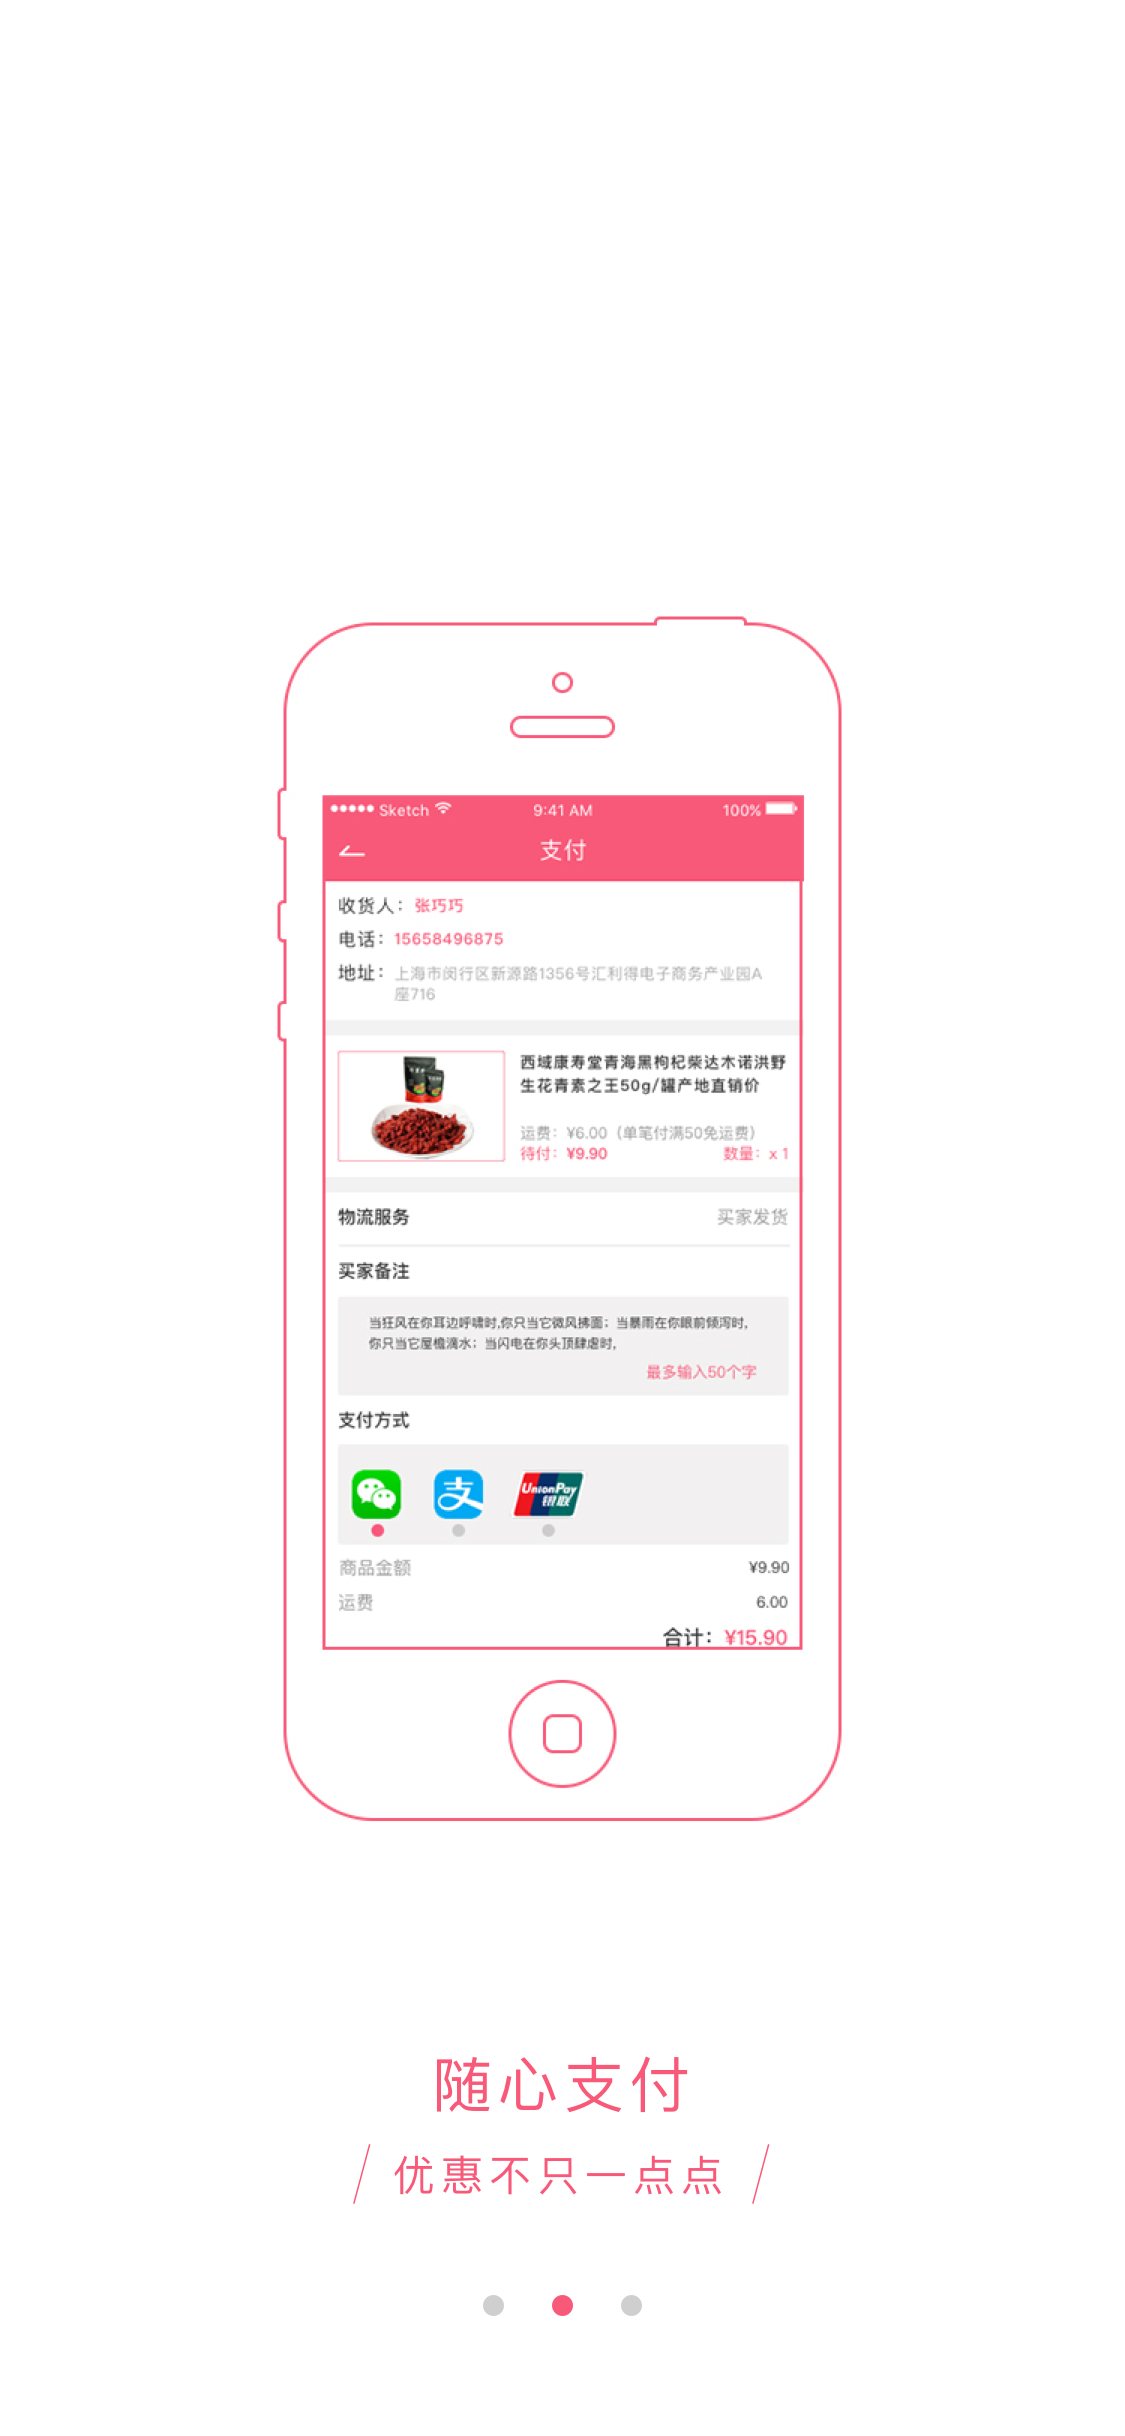 Sketch 9:41 AM 100%
支付
收货人：张巧巧
电话：15658496875
地址：上海市闵行区新源路1356号汇利得电子商务产业园A
座716
西域康寿堂青海黑枸杞柴达木诺洪野
生花青素之王50g/罐产地直销价
运费：¥6.00（单笔付满50免运费）
待付：¥9.90 数量：x 1
物流服务 买家发货
买家备注
当狂风在你耳边呼啸时,你只当它微风拂面；当暴雨在你眼前倾泻时,
你只当它屋檐滴水；当闪电在你头顶肆虐时,
最多输入50个字
支付方式
支 UnionPay
银联
商品金额 ¥9.90
运费 6.00
合计：¥15.90
随心支付
优惠不只一点点